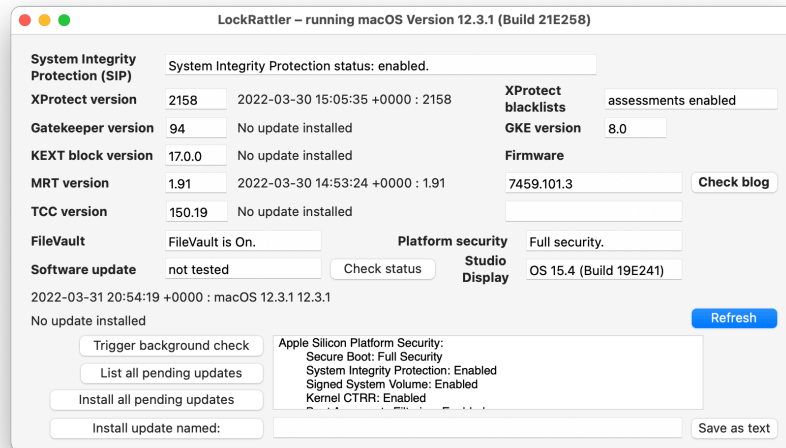 LockRattler – running macOS Version 12.3.1 (Build 21E258)
System Integrity
Protection (SIP)
System Integrity Protection status: enabled.
XProtect version
2158
2022-03-30 15:05:35 +0000 : 2158
XProtect
blacklists
assessments enabled
Gatekeeper version
94
No update installed
GKE version
8.0
KEXT block version
17.0.0
No update installed
Firmware
MRT version
1.91
2022-03-30 14:53:24 +0000 : 1.91
7459.101.3
Check blog
TCC version
150.19
No update installed
FileVault
FileVault is On.
Platform security
Full security.
Software update
not tested
Check status
Studio
Display
OS 15.4 (Build 19E241)
2022-03-31 20:54:19 +0000 : macOS 12.3.1 12.3.1
No update installed
Refresh
Trigger background check
List all pending updates
Install all pending updates
Install update named:
Apple Silicon Platform Security:
Secure Boot: Full Security
System Integrity Protection: Enabled
Signed System Volume: Enabled
Kernel CTRR: Enabled
Save as text